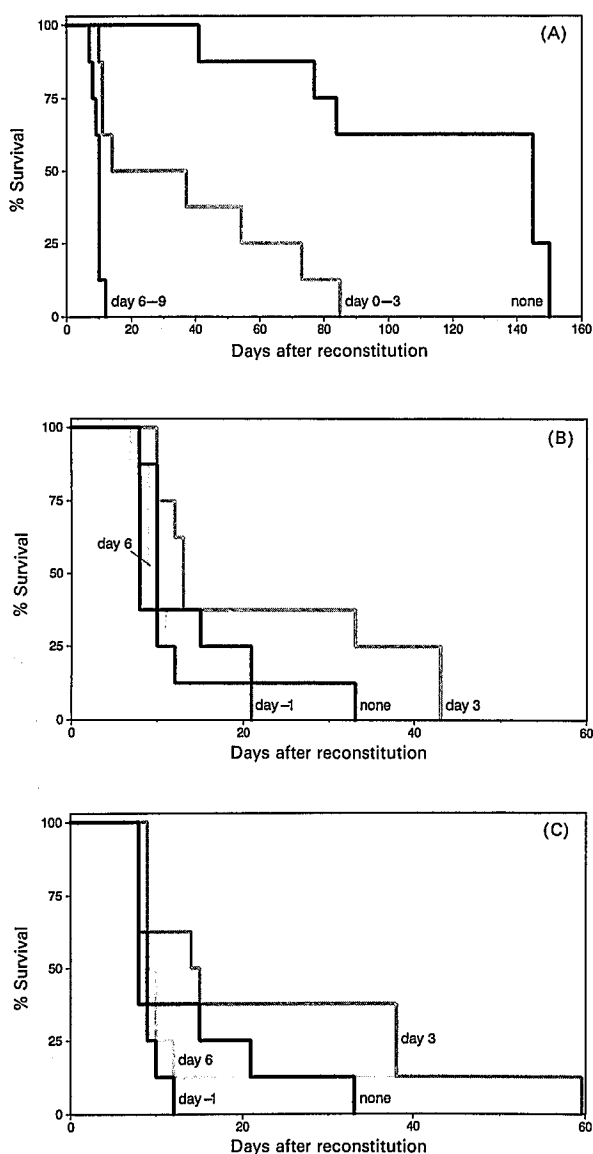 (A)
100
75
50
25
0
% Survival
day 6–9
day 0–3
none
0 20 40 60 80 100 120 140 160
Days after reconstitution
(B)
100
75
50
25
0
% Survival
day 6
day –1
none
day 3
0 20 40 60
Days after reconstitution
(C)
100
75
50
25
0
% Survival
day 3
day 6
day –1
none
0 20 40 60
Days after reconstitution